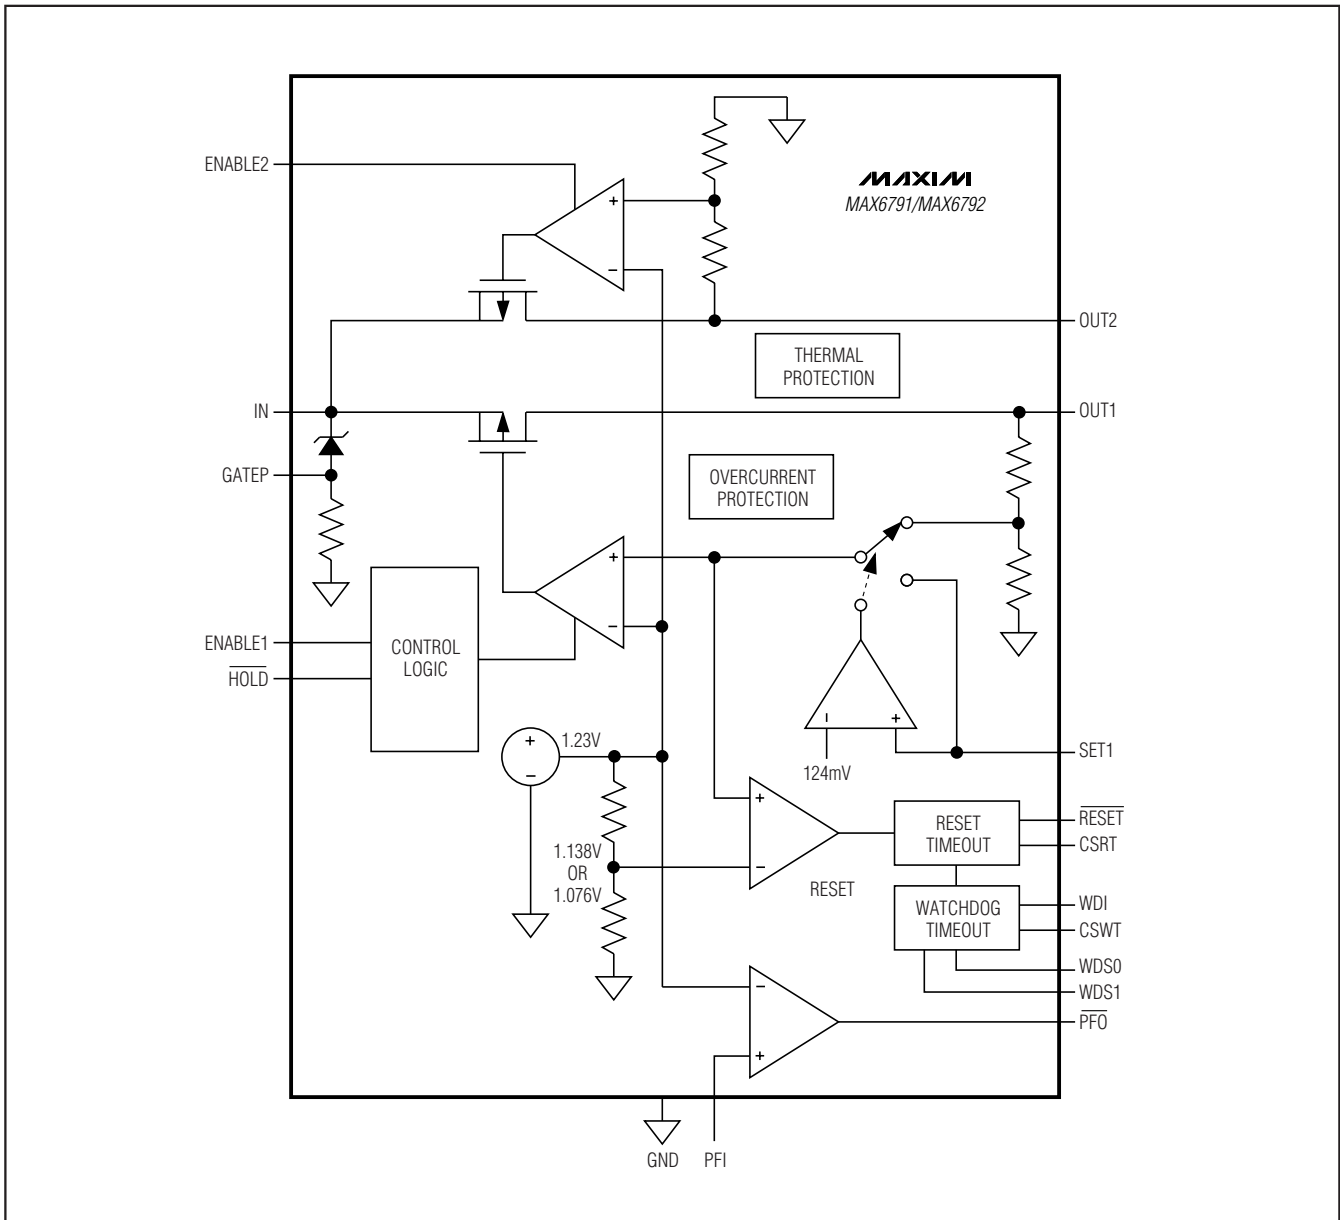 ENABLE2
+
−
MAXIM
MAX6791/MAX6792
OUT2
THERMAL
PROTECTION
IN
OUT1
GATEP
OVERCURRENT
PROTECTION
+
−
ENABLE1
HOLD
CONTROL
LOGIC
− +
124mV
SET1
+
−
1.23V
1.138V
OR
1.076V
+
−
RESET
RESET
TIMEOUT
RESET
CSRT
WATCHDOG
TIMEOUT
WDI
CSWT
WDS0
WDS1
−
+
PFO
GND
PFI